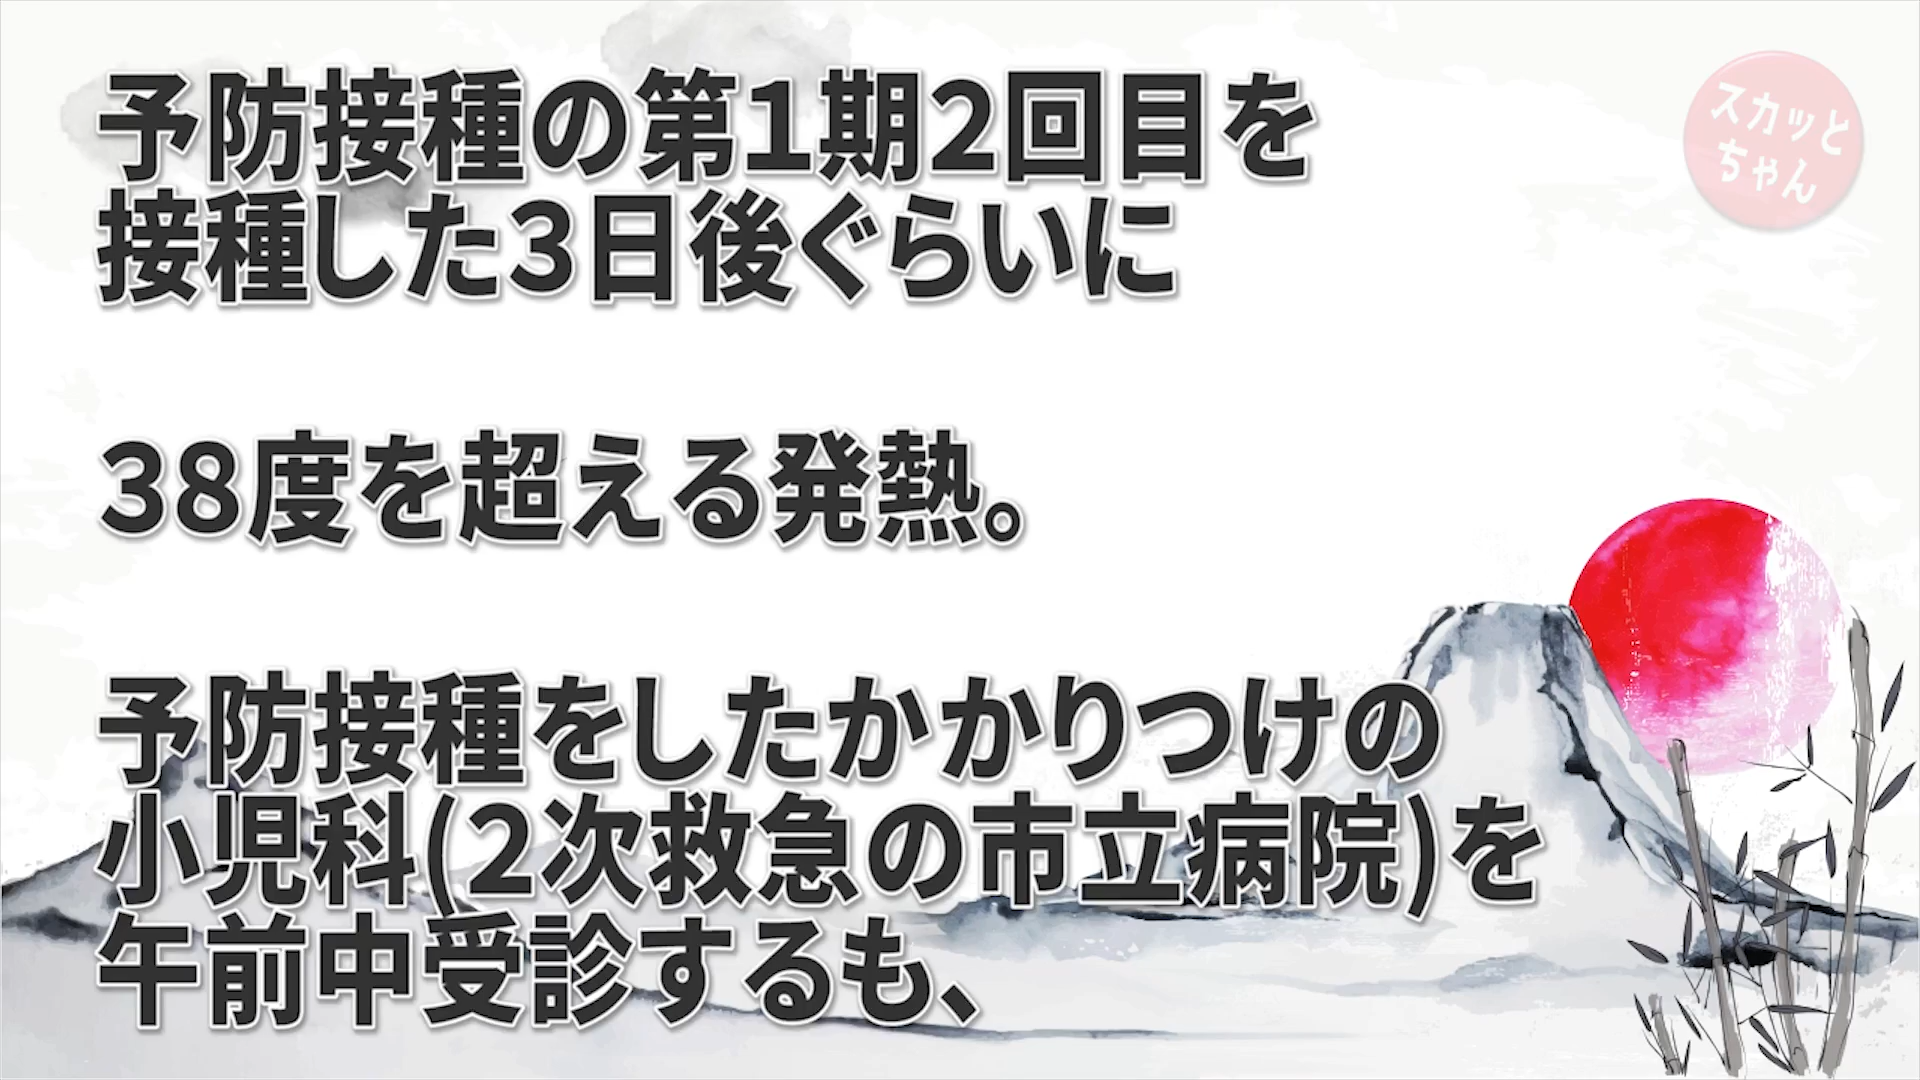 予防接種の第1期2回目を
接種した3日後ぐらいに
38度を超える発熱。
予防接種をしたかかりつけの
小児科(2次救急の市立病院)を
午前中受診するも、
スカッと
ちゃん